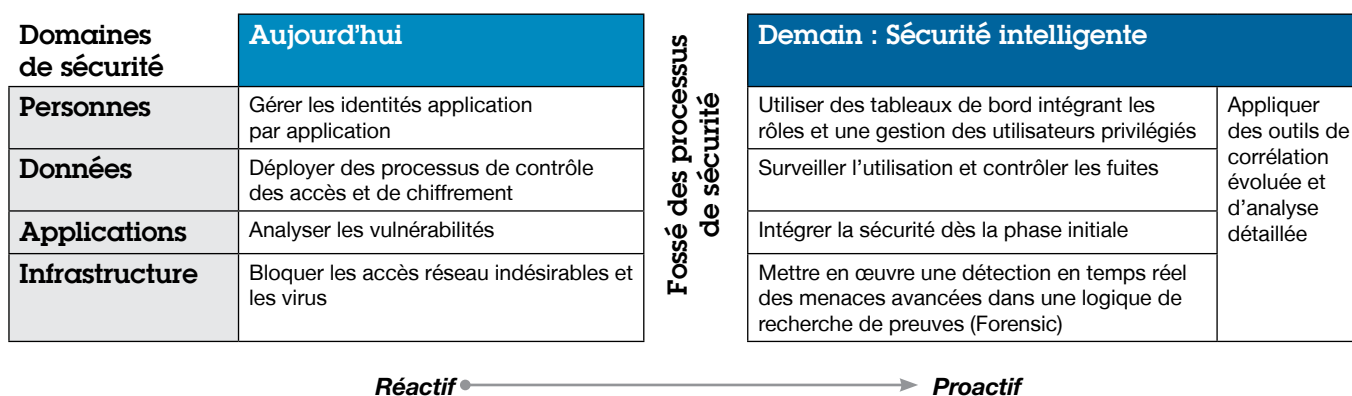 Domaines
de sécurité
Aujourd'hui
Fossé des processus
de sécurité
Demain : Sécurité intelligente
Personnes
Gérer les identités application
par application
Utiliser des tableaux de bord intégrant les
rôles et une gestion des utilisateurs privilégiés
Appliquer
des outils de
corrélation
évoluée et
d'analyse
détaillée
Données
Déployer des processus de contrôle
des accès et de chiffrement
Surveiller l'utilisation et contrôler les fuites
Applications
Analyser les vulnérabilités
Intégrer la sécurité dès la phase initiale
Infrastructure
Bloquer les accès réseau indésirables et
les virus
Mettre en œuvre une détection en temps réel
des menaces avancées dans une logique de
recherche de preuves (Forensic)
Réactif
Proactif